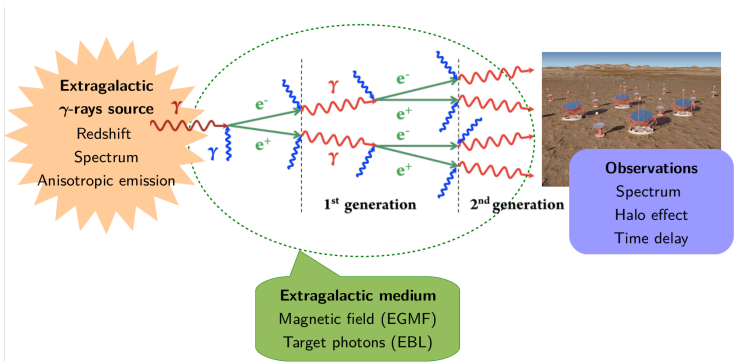 Extragalactic
γ-rays source
Redshift
Spectrum
Anisotropic emission
γ
γ
e-
e+
γ
γ
e-
e+
e-
e+
1st generation
2nd generation
Observations
Spectrum
Halo effect
Time delay
Extragalactic medium
Magnetic field (EGMF)
Target photons (EBL)